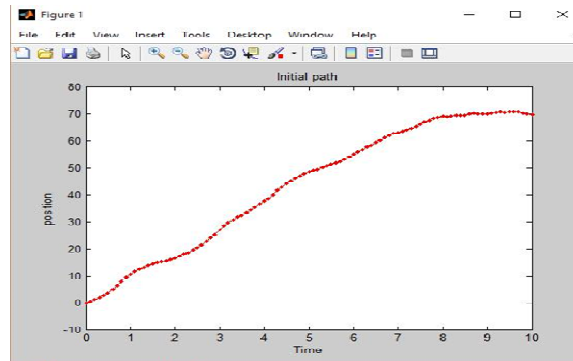 Figure 1
File Edit View Insert Tools Desktop Window Help
Initial path
80
70
60
50
40
30
20
10
0
-10
position
0 1 2 3 4 5 6 7 8 9 10
Time